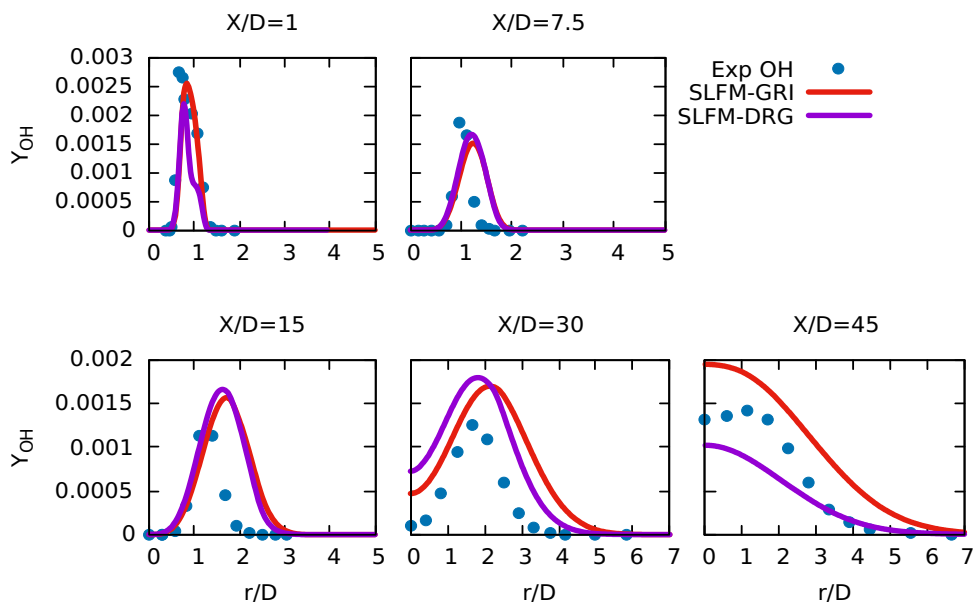 X/D=1
X/D=7.5
Exp OH
SLFM-GRI
SLFM-DRG
Y_OH
0.003
0.0025
0.002
0.0015
0.001
0.0005
0
0 1 2 3 4 5
0 1 2 3 4 5
X/D=15
X/D=30
X/D=45
Y_OH
0.002
0.0015
0.001
0.0005
0
0 1 2 3 4 5
0 1 2 3 4 5 6 7
0 1 2 3 4 5 6 7
r/D
r/D
r/D